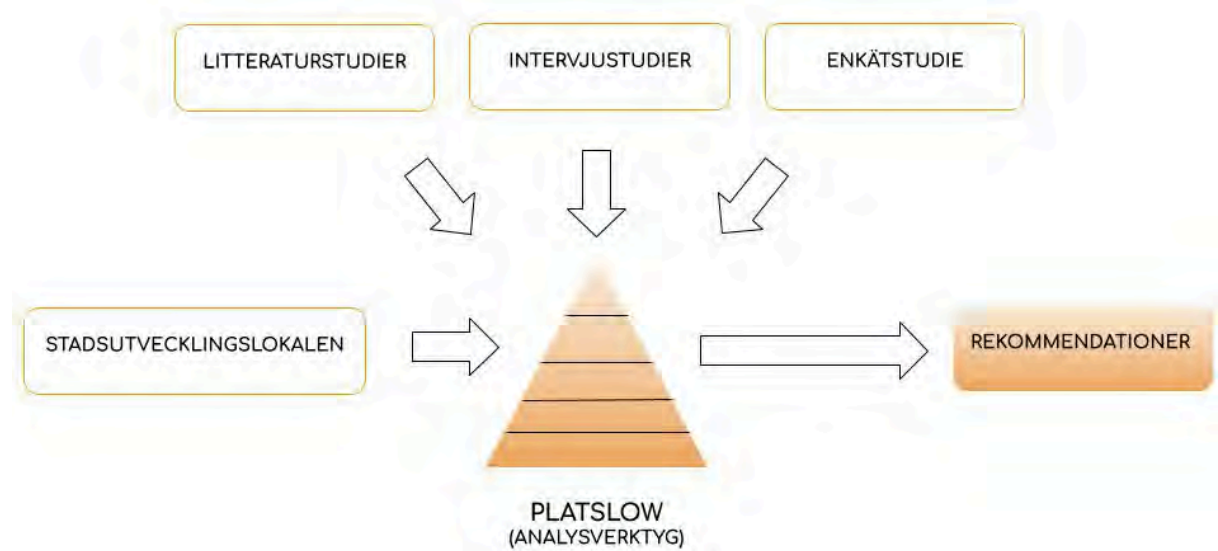 LITTERATURSTUDIER
INTERVJUSTUDIER
ENKÄTSTUDIE
STADSUTVECKLINGSLOKALEN
REKOMMENDATIONER
PLATSLOW
(ANALYSVERKTYG)